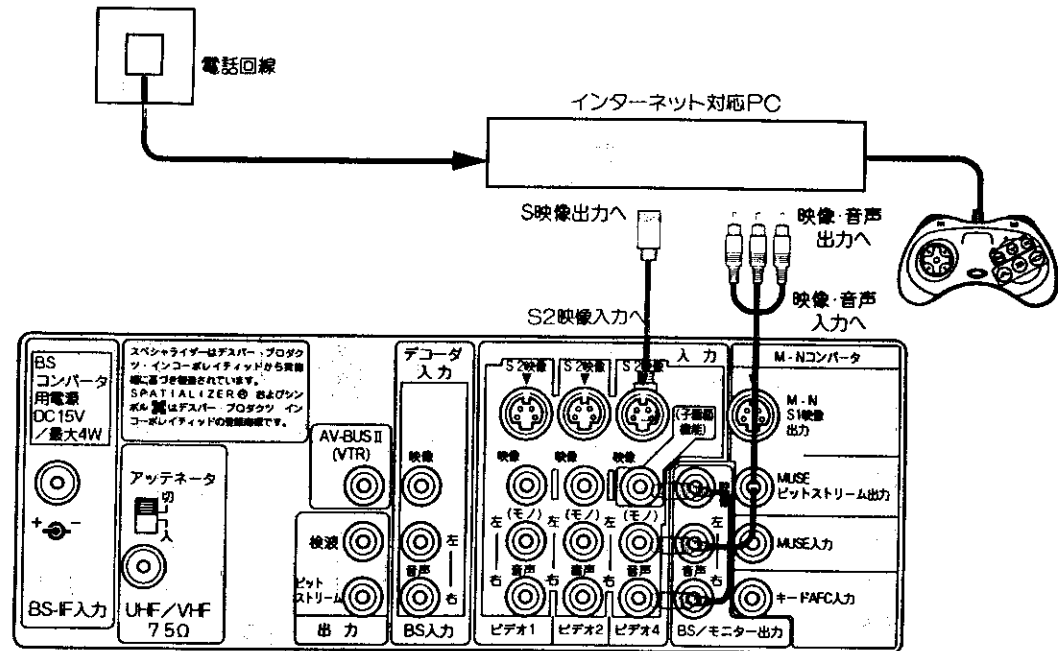 電話回線
インターネット対応PC
S映像出力へ
映像・音声
出力へ
映像・音声
入力へ
S2映像入力へ
BS
コンバータ
用電源
DC15V
/最大4W
+ −
BS-IF入力
スペシャライザーはデスパー・プロダク
ツ・インコーポレイティッドから実施
権に基づき製造されています。
SPATIALIZER® およびシン
ボル はデスパー・プロダクツ イン
コーポレイティッドの登録商標です。
アッテネータ
切
入
UHF/VHF
75Ω
AV-BUSⅡ
(VTR)
検波
ビット
ストリーム
出力
デコーダ
入力
映像
左
音声
右
BS入力
入力
S2映像
S2映像
S2映像
(子画面
機能)
映像
映像
映像
(モノ)
(モノ)
(モノ)
左
左
左
左
音声
音声
音声
右
右
右
右
ビデオ1
ビデオ2
ビデオ4
BS/モニター出力
M-Nコンバータ
M-N
S1映像
出力
MUSE
ビットストリーム出力
MUSE入力
キードAFC入力